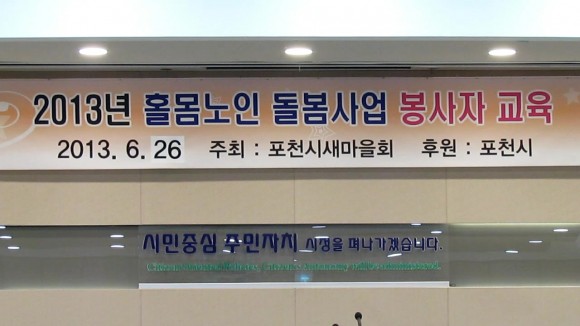 2013년 홀몸노인 돌봄사업 봉사자 교육
2013. 6. 26 주최 : 포천시새마을회 후원 : 포천시
시민중심 주민자치 시정을 펴나가겠습니다.